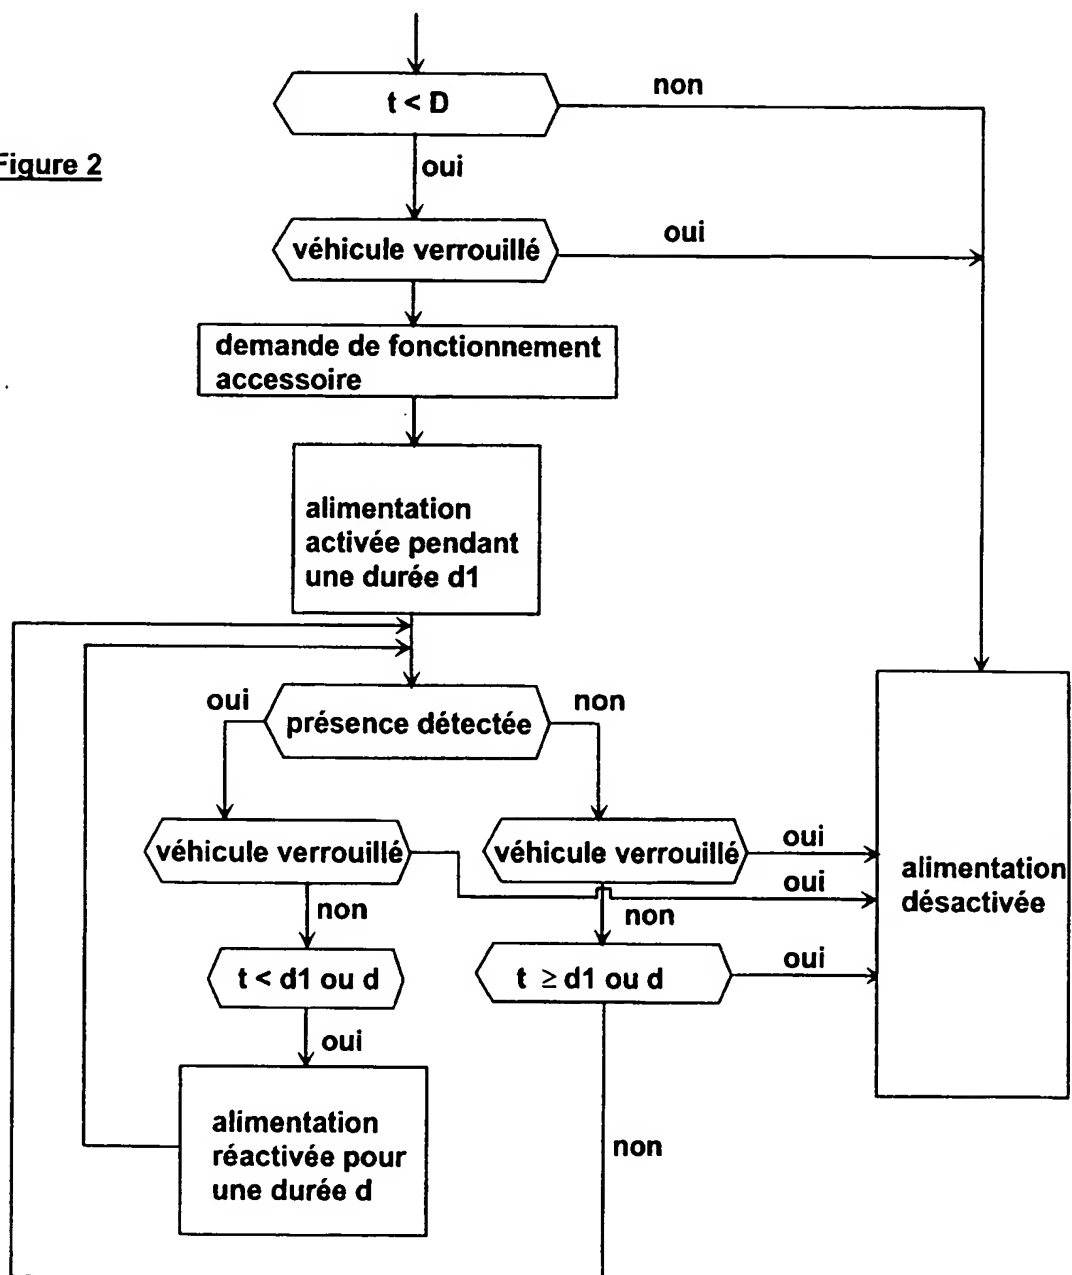 t < D
non
Figure 2
oui
véhicule verrouillé
oui
demande de fonctionnement
accessoire
alimentation
activée pendant
une durée d1
oui
présence détectée
non
véhicule verrouillé
véhicule verrouillé
oui
oui
alimentation
désactivée
non
non
t < d1 ou d
t ≥ d1 ou d
oui
oui
alimentation
réactivée pour
une durée d
non